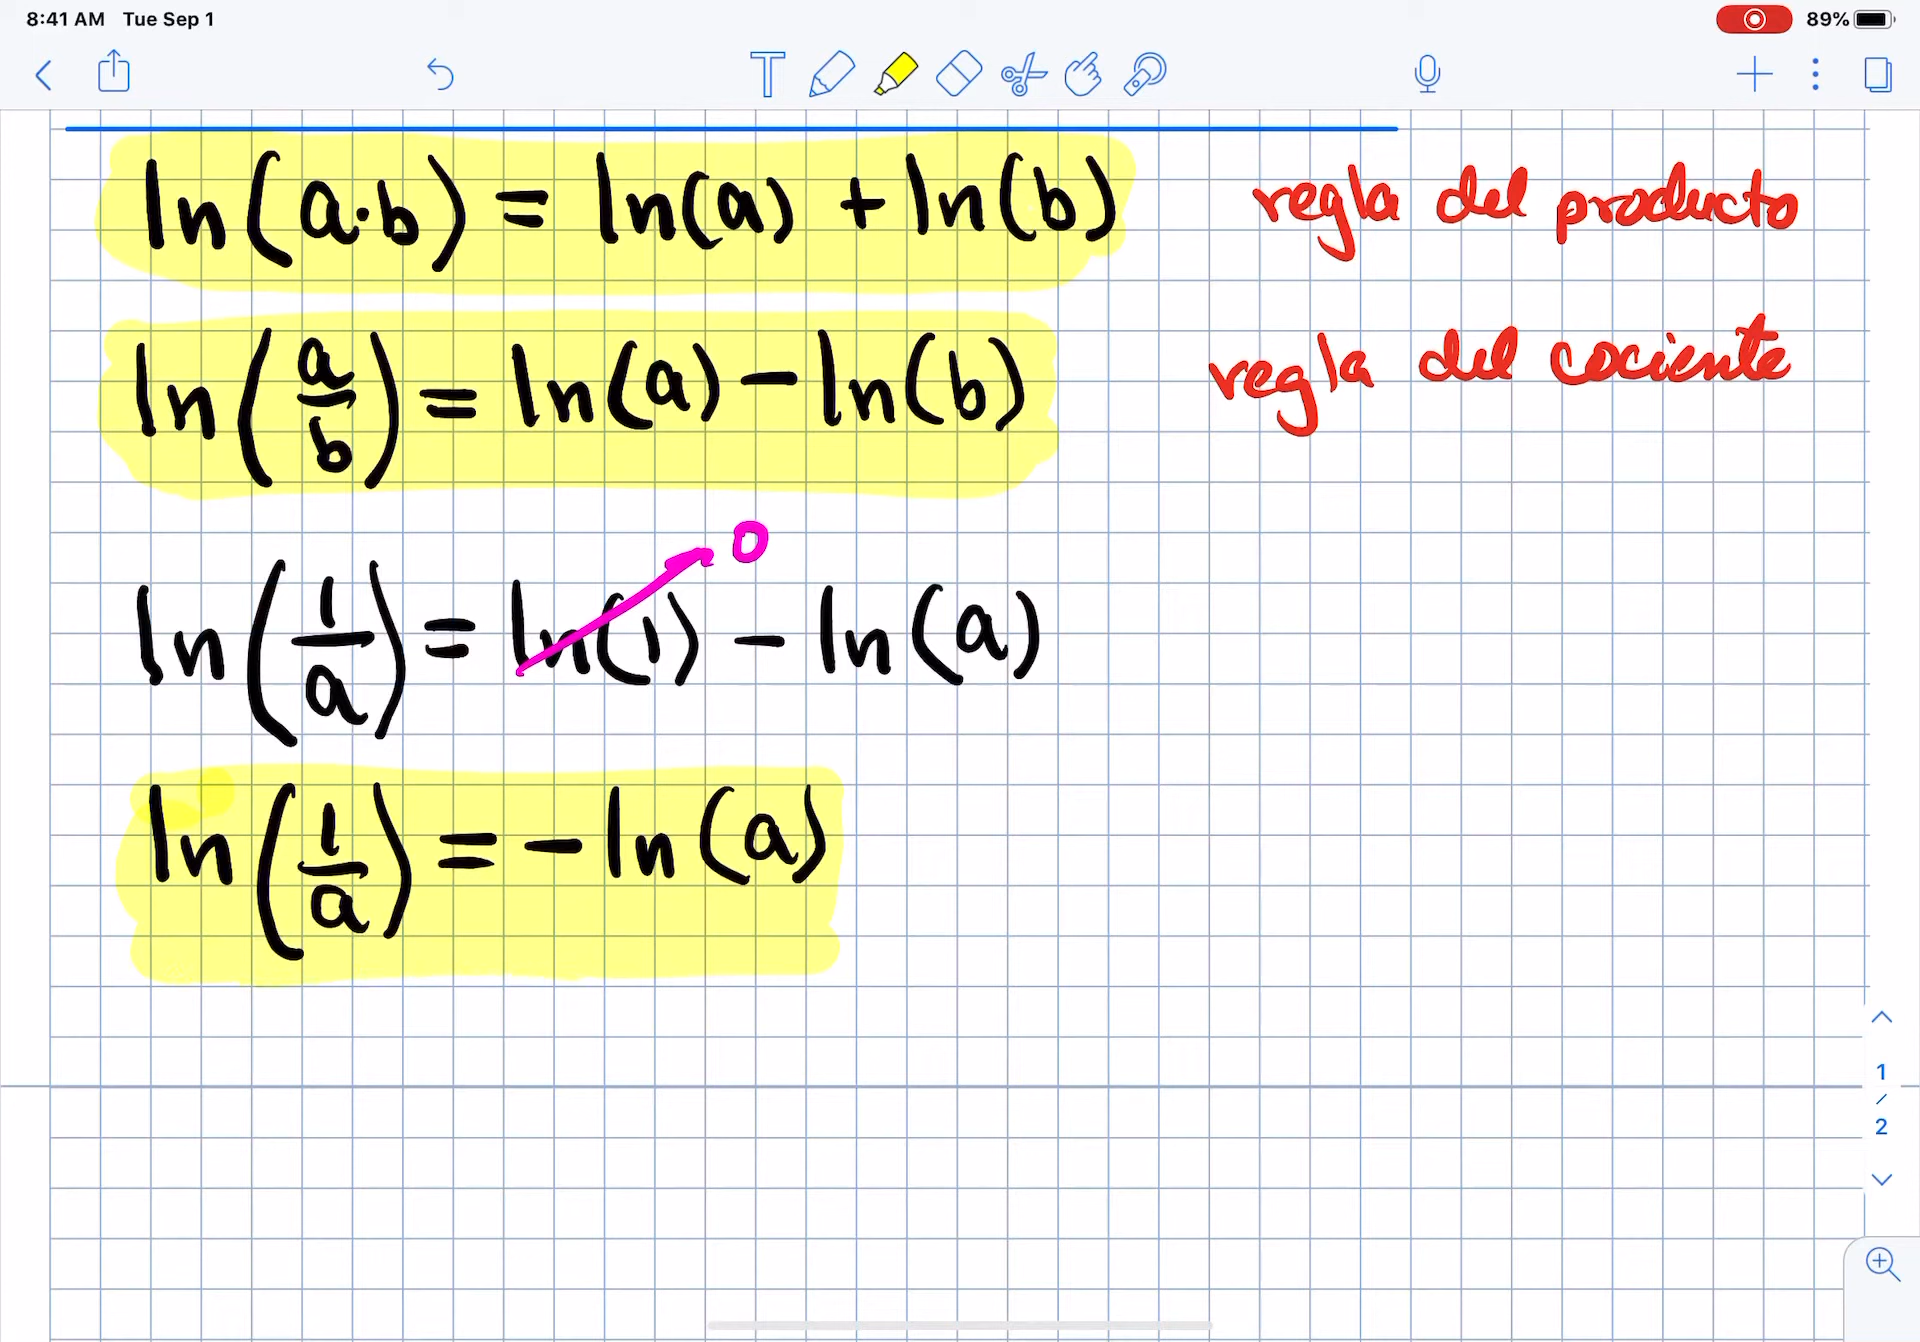 8:41 AM Tue Sep 1 89%
T
ln(a·b) = ln(a) + ln(b) regla del producto
ln(a/b) = ln(a) - ln(b) regla del cociente
0
ln(1/a) = ln(1) - ln(a)
ln(1/a) = -ln(a)
1
/
2